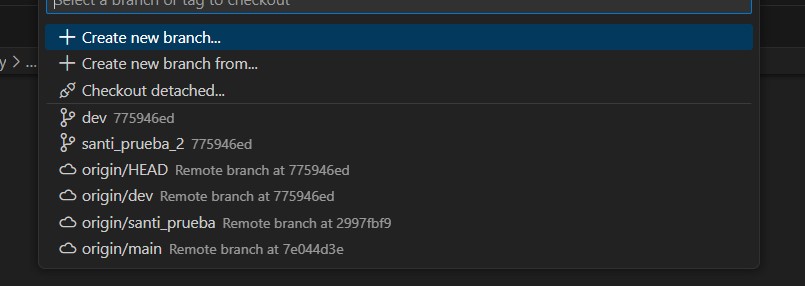 Select a branch or tag to checkout
Create new branch...
y > ...
Create new branch from...
Checkout detached...
dev 775946ed
santi_prueba_2 775946ed
origin/HEAD Remote branch at 775946ed
origin/dev Remote branch at 775946ed
origin/santi_prueba Remote branch at 2997fbf9
origin/main Remote branch at 7e044d3e